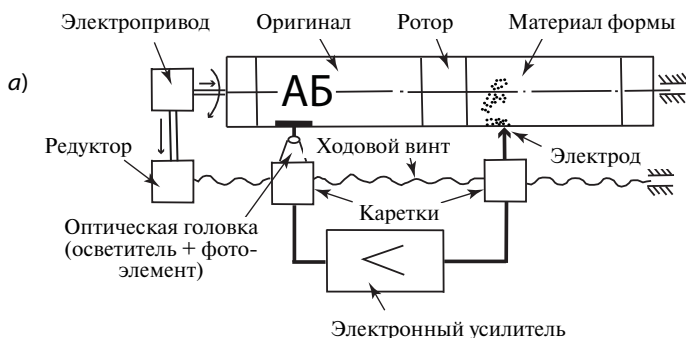 Электропривод
Оригинал
Ротор
Материал формы
а)
АБ
Редуктор
Ходовой винт
Электрод
Каретки
Оптическая головка
(осветитель + фото-
элемент)
Электронный усилитель